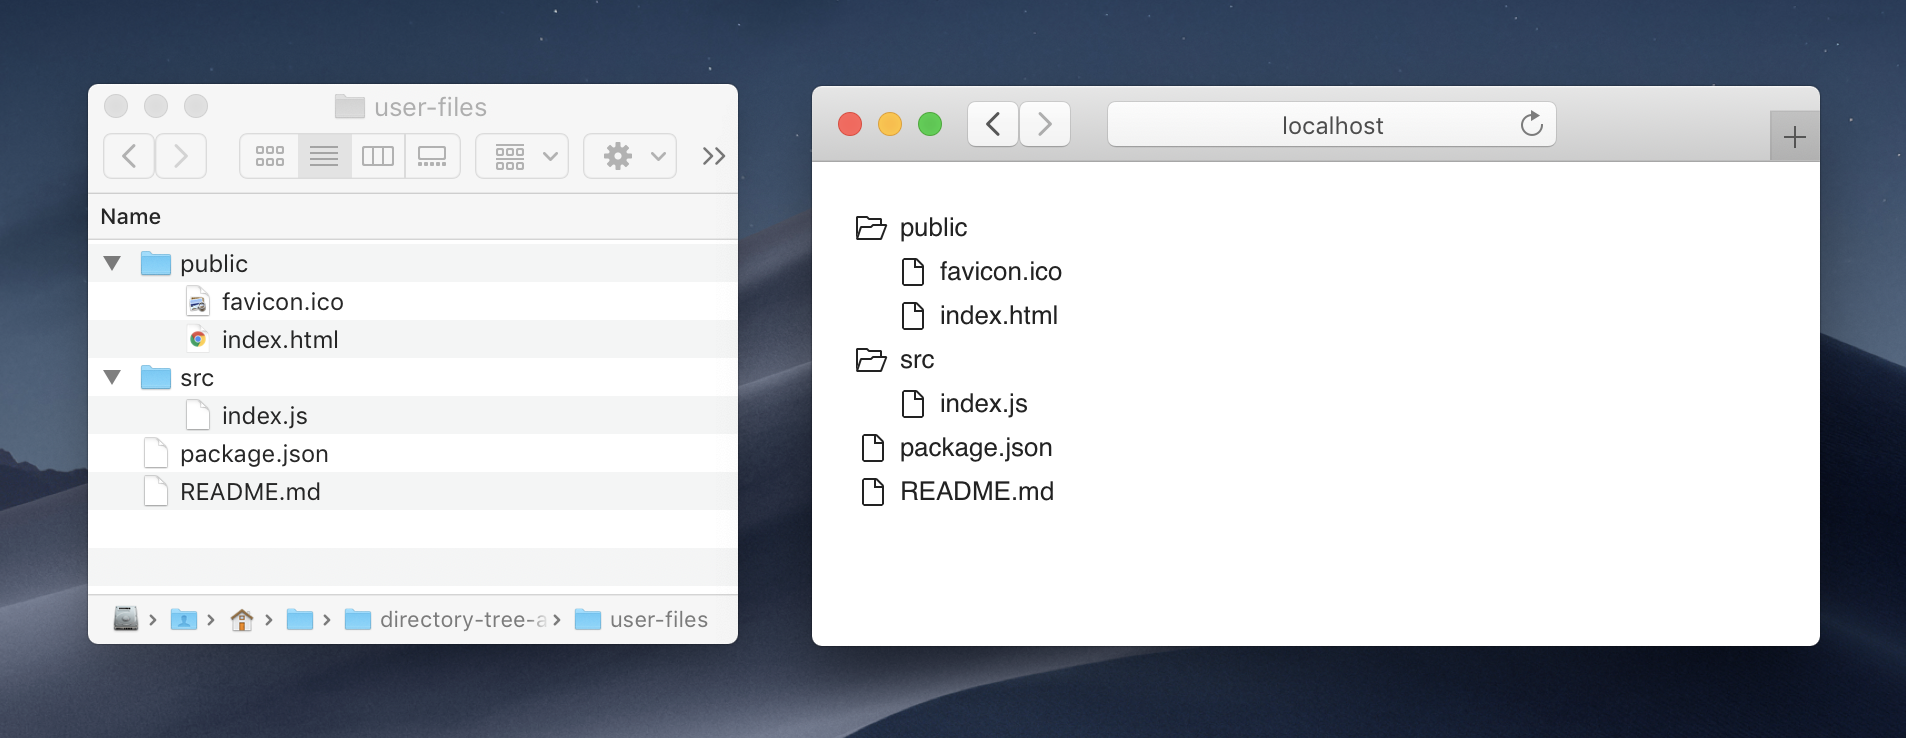 user-files
Name
public
favicon.ico
index.html
src
index.js
package.json
README.md
directory-tree-a
user-files
localhost
public
favicon.ico
index.html
src
index.js
package.json
README.md